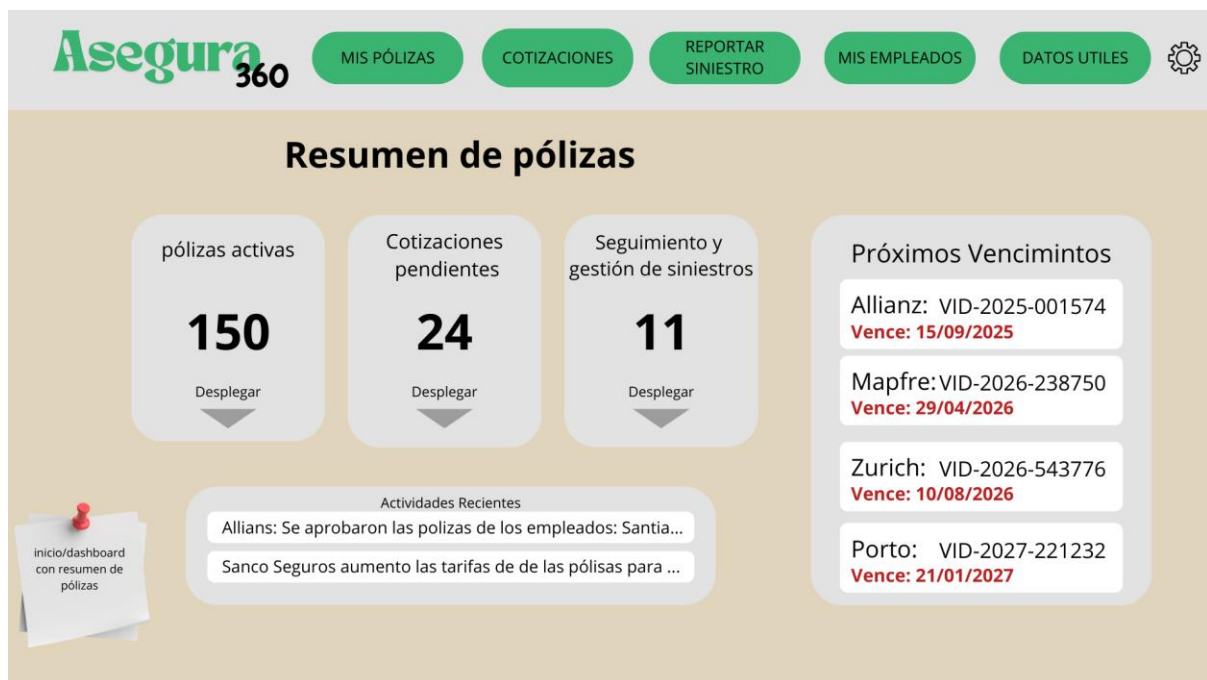 Asegura
360
MIS PÓLIZAS
COTIZACIONES
REPORTAR
SINIESTRO
MIS EMPLEADOS
DATOS UTILES
Resumen de pólizas
pólizas activas
150
Desplegar
Cotizaciones
pendientes
24
Desplegar
Seguimiento y
gestión de siniestros
11
Desplegar
Próximos Vencimintos
Allianz: VID-2025-001574
Vence: 15/09/2025
Mapfre: VID-2026-238750
Vence: 29/04/2026
Zurich: VID-2026-543776
Vence: 10/08/2026
Porto: VID-2027-221232
Vence: 21/01/2027
Actividades Recientes
Allians: Se aprobaron las polizas de los empleados: Santia...
Sanco Seguros aumento las tarifas de de las pólisas para ...
inicio/dashboard
con resumen de
pólizas